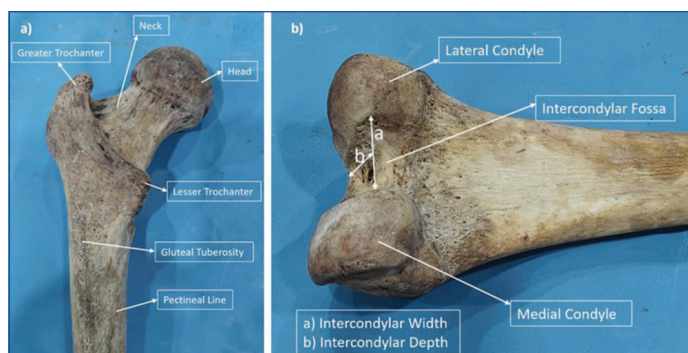 a)
Neck
Greater Trochanter
Head
Lesser Trochanter
Gluteal Tuberosity
Pectineal Line
b)
Lateral Condyle
Intercondylar Fossa
a
b
Medial Condyle
a) Intercondylar Width
b) Intercondylar Depth